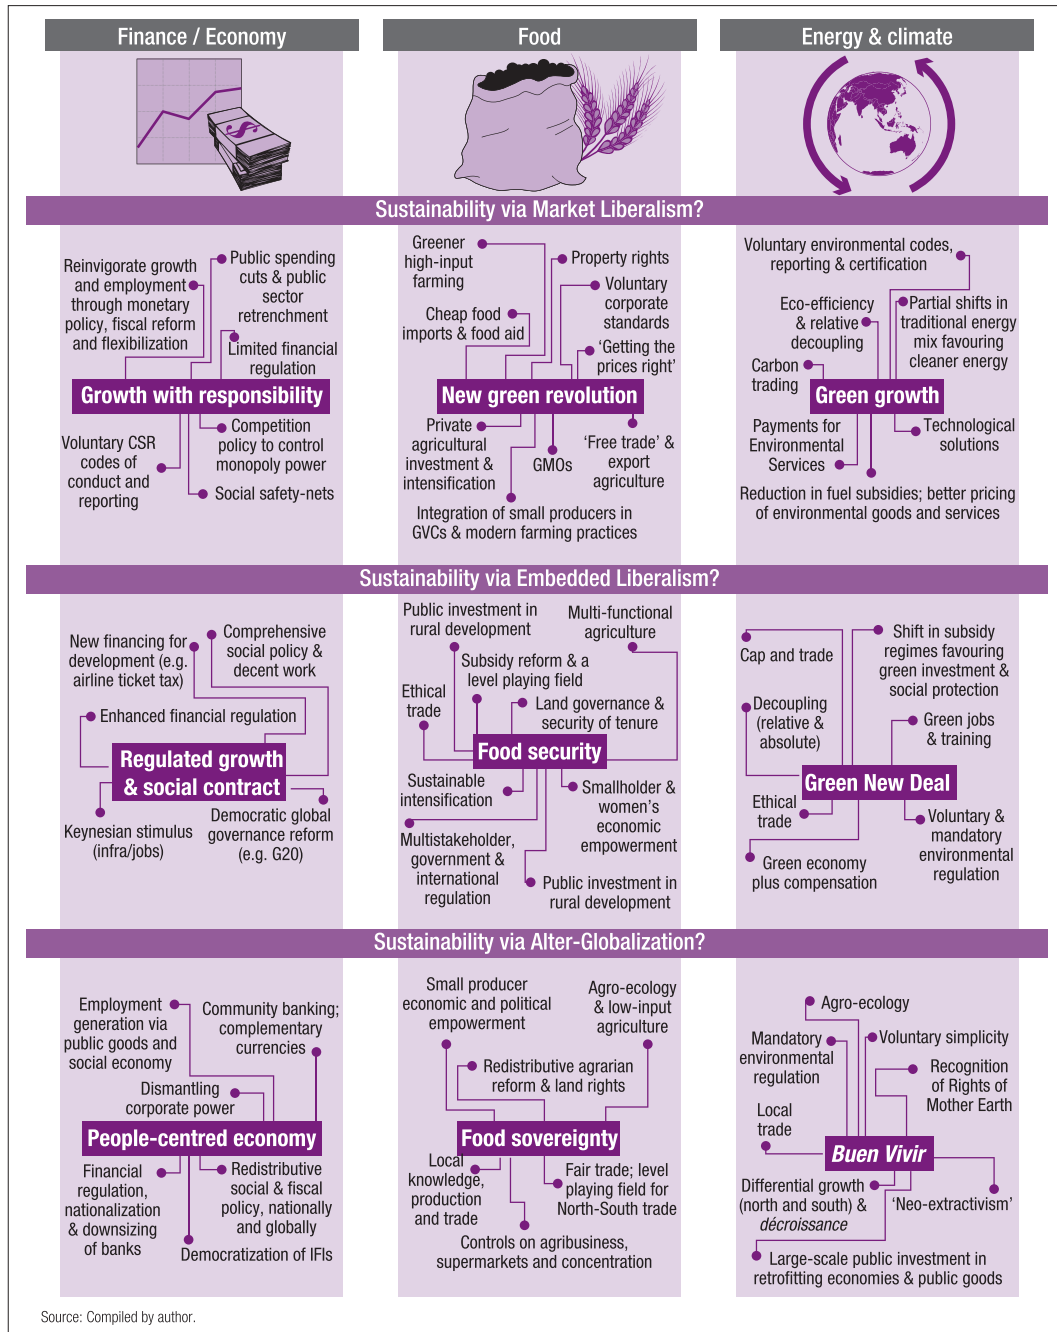 Finance / Economy
Food
Energy & climate
$
Sustainability via Market Liberalism?
Reinvigorate growth
and employment
through monetary
policy, fiscal reform
and flexibilization
Public spending
cuts & public
sector
retrenchment
Limited financial
regulation
Growth with responsibility
Voluntary CSR
codes of
conduct and
reporting
Competition
policy to control
monopoly power
Social safety-nets
Greener
high-input
farming
Property rights
Voluntary
corporate
standards
Cheap food
imports & food aid
‘Getting the
prices right’
New green revolution
Private
agricultural
investment &
intensification
GMOs
‘Free trade’ &
export
agriculture
Integration of small producers in
GVCs & modern farming practices
Voluntary environmental codes,
reporting & certification
Eco-efficiency
& relative
decoupling
Partial shifts in
traditional energy
mix favouring
cleaner energy
Carbon
trading
Green growth
Payments for
Environmental
Services
Technological
solutions
Reduction in fuel subsidies; better pricing
of environmental goods and services
Sustainability via Embedded Liberalism?
New financing for
development (e.g.
airline ticket tax)
Comprehensive
social policy &
decent work
Enhanced financial regulation
Regulated growth
& social contract
Keynesian stimulus
(infra/jobs)
Democratic global
governance reform
(e.g. G20)
Public investment in
rural development
Multi-functional
agriculture
Subsidy reform & a
level playing field
Ethical
trade
Land governance &
security of tenure
Food security
Sustainable
intensification
Smallholder &
women’s
economic
empowerment
Multistakeholder,
government &
international
regulation
Public investment in
rural development
Cap and trade
Shift in subsidy
regimes favouring
green investment &
social protection
Decoupling
(relative &
absolute)
Green jobs
& training
Green New Deal
Ethical
trade
Voluntary &
mandatory
environmental
regulation
Green economy
plus compensation
Sustainability via Alter-Globalization?
Employment
generation via
public goods and
social economy
Community banking;
complementary
currencies
Dismantling
corporate power
People-centred economy
Financial
regulation,
nationalization
& downsizing
of banks
Redistributive
social & fiscal
policy, nationally
and globally
Democratization of IFIs
Small producer
economic and political
empowerment
Agro-ecology
& low-input
agriculture
Redistributive agrarian
reform & land rights
Food sovereignty
Local
knowledge,
production
and trade
Fair trade; level
playing field for
North-South trade
Controls on agribusiness,
supermarkets and concentration
Agro-ecology
Mandatory
environmental
regulation
Voluntary simplicity
Recognition
of Rights of
Mother Earth
Local
trade
Buen Vivir
Differential growth
(north and south) &
décroissance
‘Neo-extractivism’
Large-scale public investment in
retrofitting economies & public goods
Source: Compiled by author.